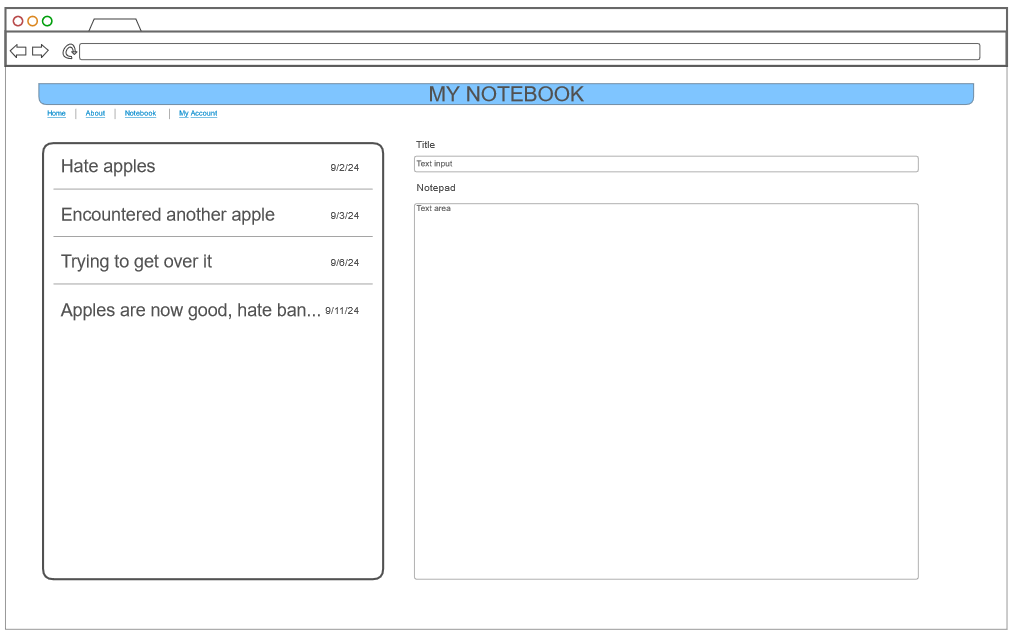 MY NOTEBOOK
Home | About | Notebook | My Account
Hate apples 9/2/24
Encountered another apple 9/3/24
Trying to get over it 9/6/24
Apples are now good, hate ban... 9/11/24
Title
Text input
Notepad
Text area